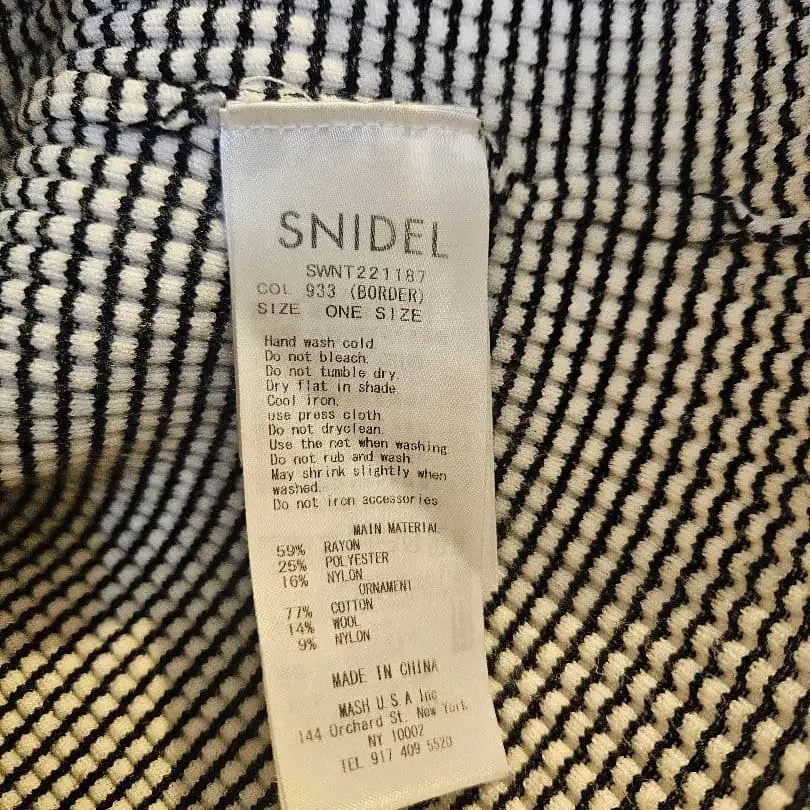 SNIDEL
SWNT221187
COL 933 (BORDER)
SIZE ONE SIZE
Hand wash cold
Do not bleach.
Do not tumble dry.
Dry flat in shade
Cool iron.
use press cloth.
Do not dryclean.
Use the net when washing.
Do not rub and wash
May shrink slightly when
washed.
Do not iron accessories
MAIN MATERIAL
59% RAYON
25% POLYESTER
16% NYLON
ORNAMENT
77% COTTON
14% WOOL
9% NYLON
MADE IN CHINA
MASH U.S.A Inc
144 Orchard St. New York
NY 10002
TEL 917 409 5520